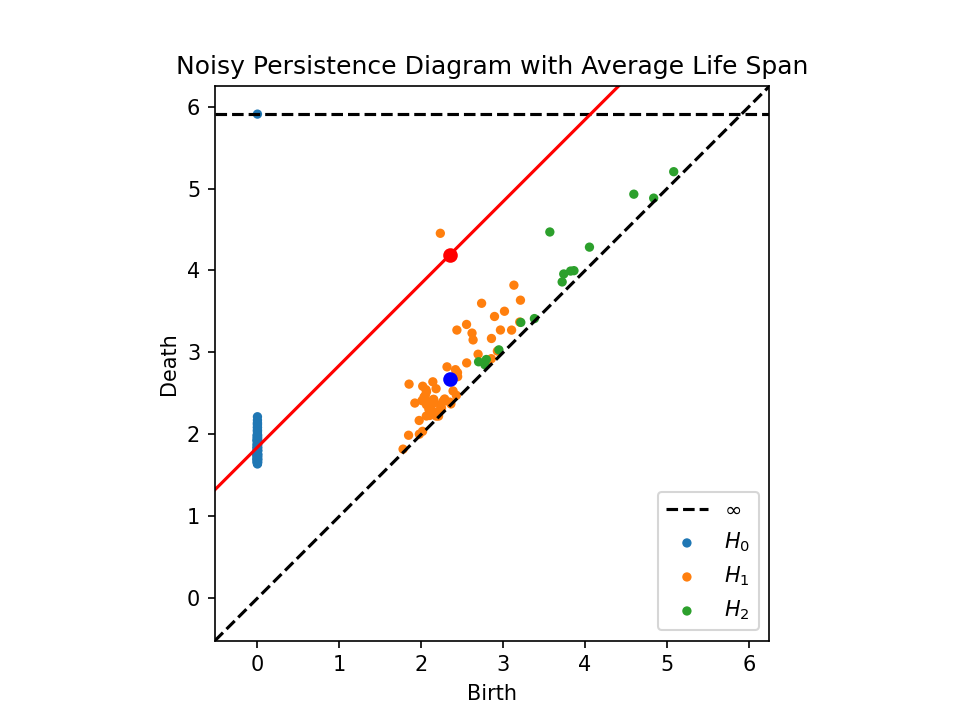 Noisy Persistence Diagram with Average Life Span
Death
6
5
4
3
2
1
0
0 1 2 3 4 5 6
Birth
∞
H₀
H₁
H₂